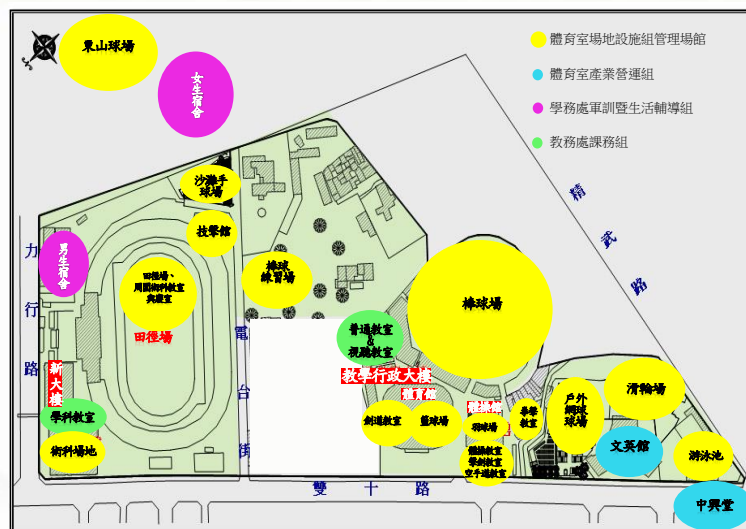 東山球場
女生宿舍
體育室場地設施組管理場館
體育室產業營運組
學務處軍訓暨生活輔導組
教務處課務組
沙灘手
球場
技擊館
男生宿舍
田徑場、
周圍術科教室
與寢室
田徑場
棒球
練習場
棒球場
普通教室
&
視聽教室
教學行政大樓
體育館
劍道教室
籃球場
羽球場
拳擊
教室
體操教室
擊劍教室
空手道教室
戶外
網球
球場
滑輪場
文英館
游泳池
中興堂
新大樓
學科教室
術科場地
力行路
電台街
雙十路
精武路